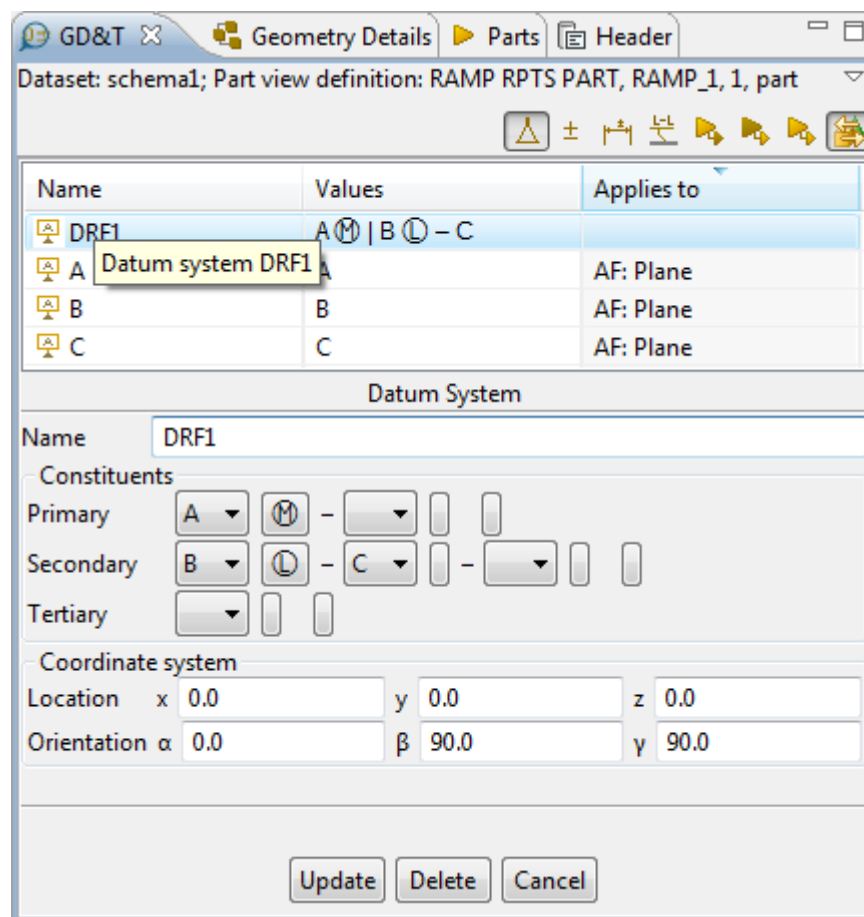 GD&T Geometry Details Parts Header
Dataset: schema1; Part view definition: RAMP RPTS PART, RAMP_1, 1, part
Name Values Applies to
DRF1 A Ⓜ | B Ⓛ – C
Datum system DRF1
A A AF: Plane
B B AF: Plane
C C AF: Plane
Datum System
Name DRF1
Constituents
Primary A Ⓜ –
Secondary B Ⓛ – C –
Tertiary
Coordinate system
Location x 0.0 y 0.0 z 0.0
Orientation α 0.0 β 90.0 γ 90.0
Update Delete Cancel